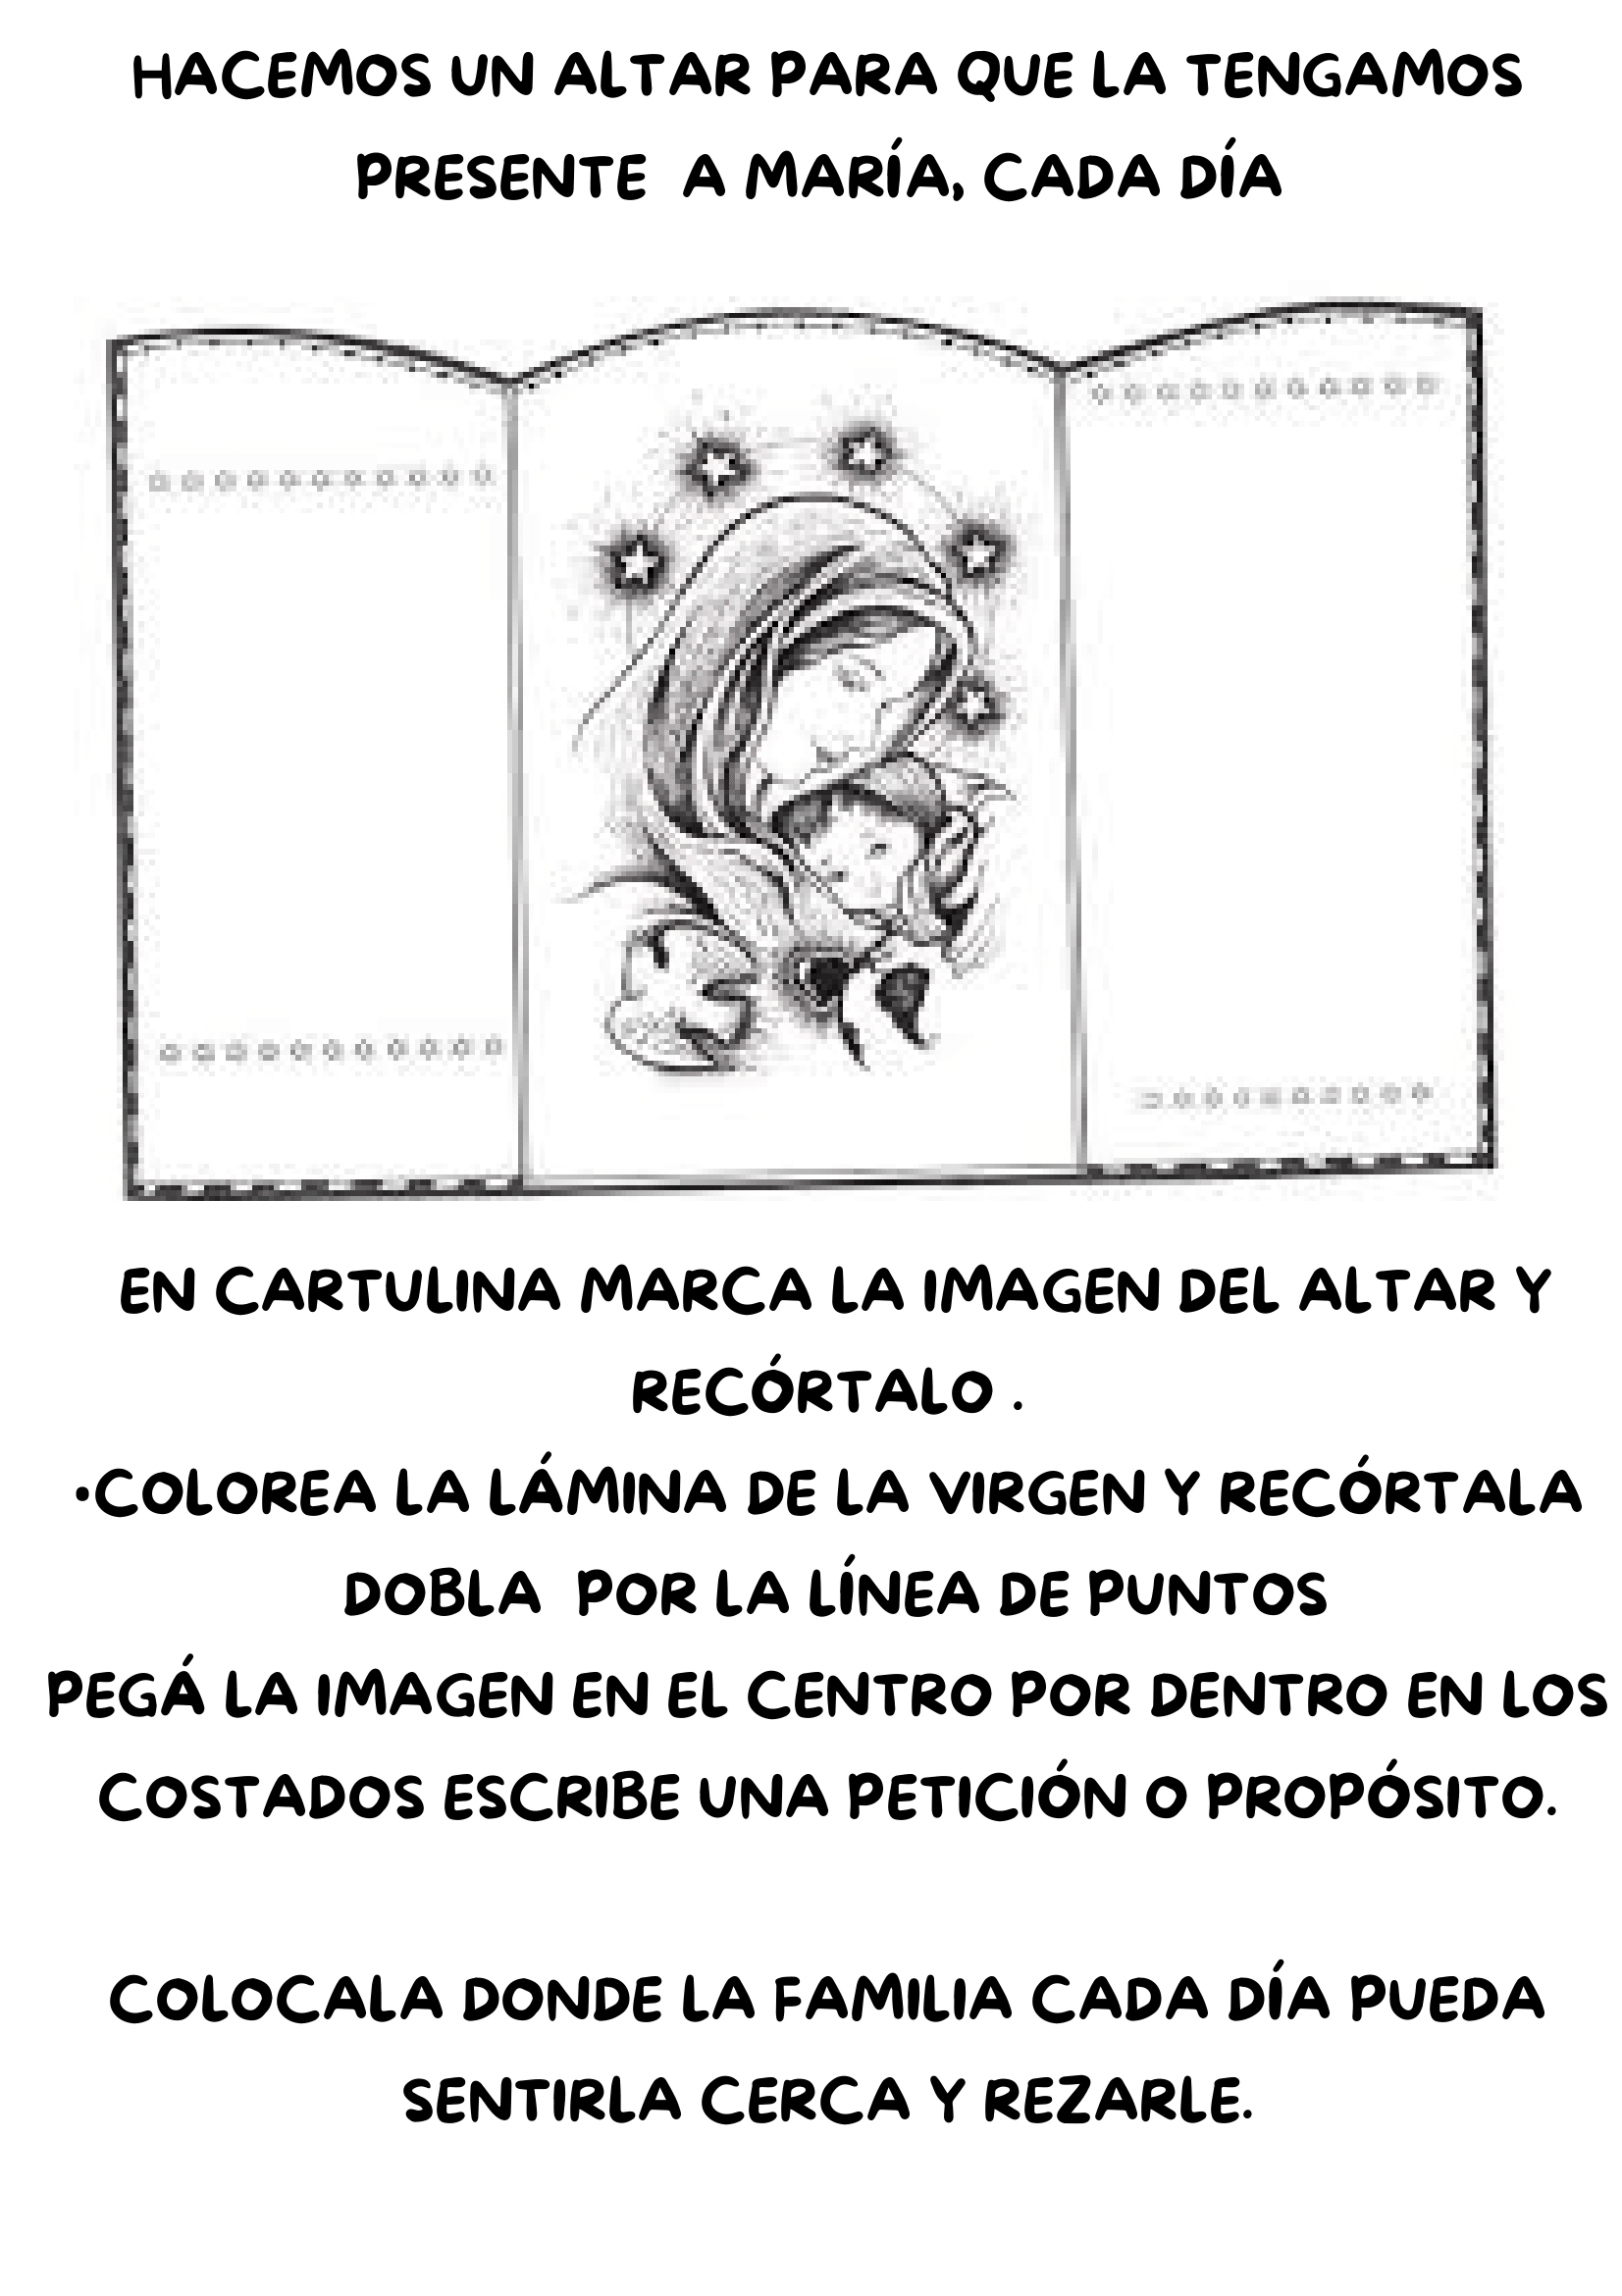 HACEMOS UN ALTAR PARA QUE LA TENGAMOS
PRESENTE A MARÍA, CADA DÍA
EN CARTULINA MARCA LA IMAGEN DEL ALTAR Y
RECÓRTALO .
•COLOREA LA LÁMINA DE LA VIRGEN Y RECÓRTALA
DOBLA POR LA LÍNEA DE PUNTOS
PEGÁ LA IMAGEN EN EL CENTRO POR DENTRO EN LOS
COSTADOS ESCRIBE UNA PETICIÓN O PROPÓSITO.
COLOCALA DONDE LA FAMILIA CADA DÍA PUEDA
SENTIRLA CERCA Y REZARLE.